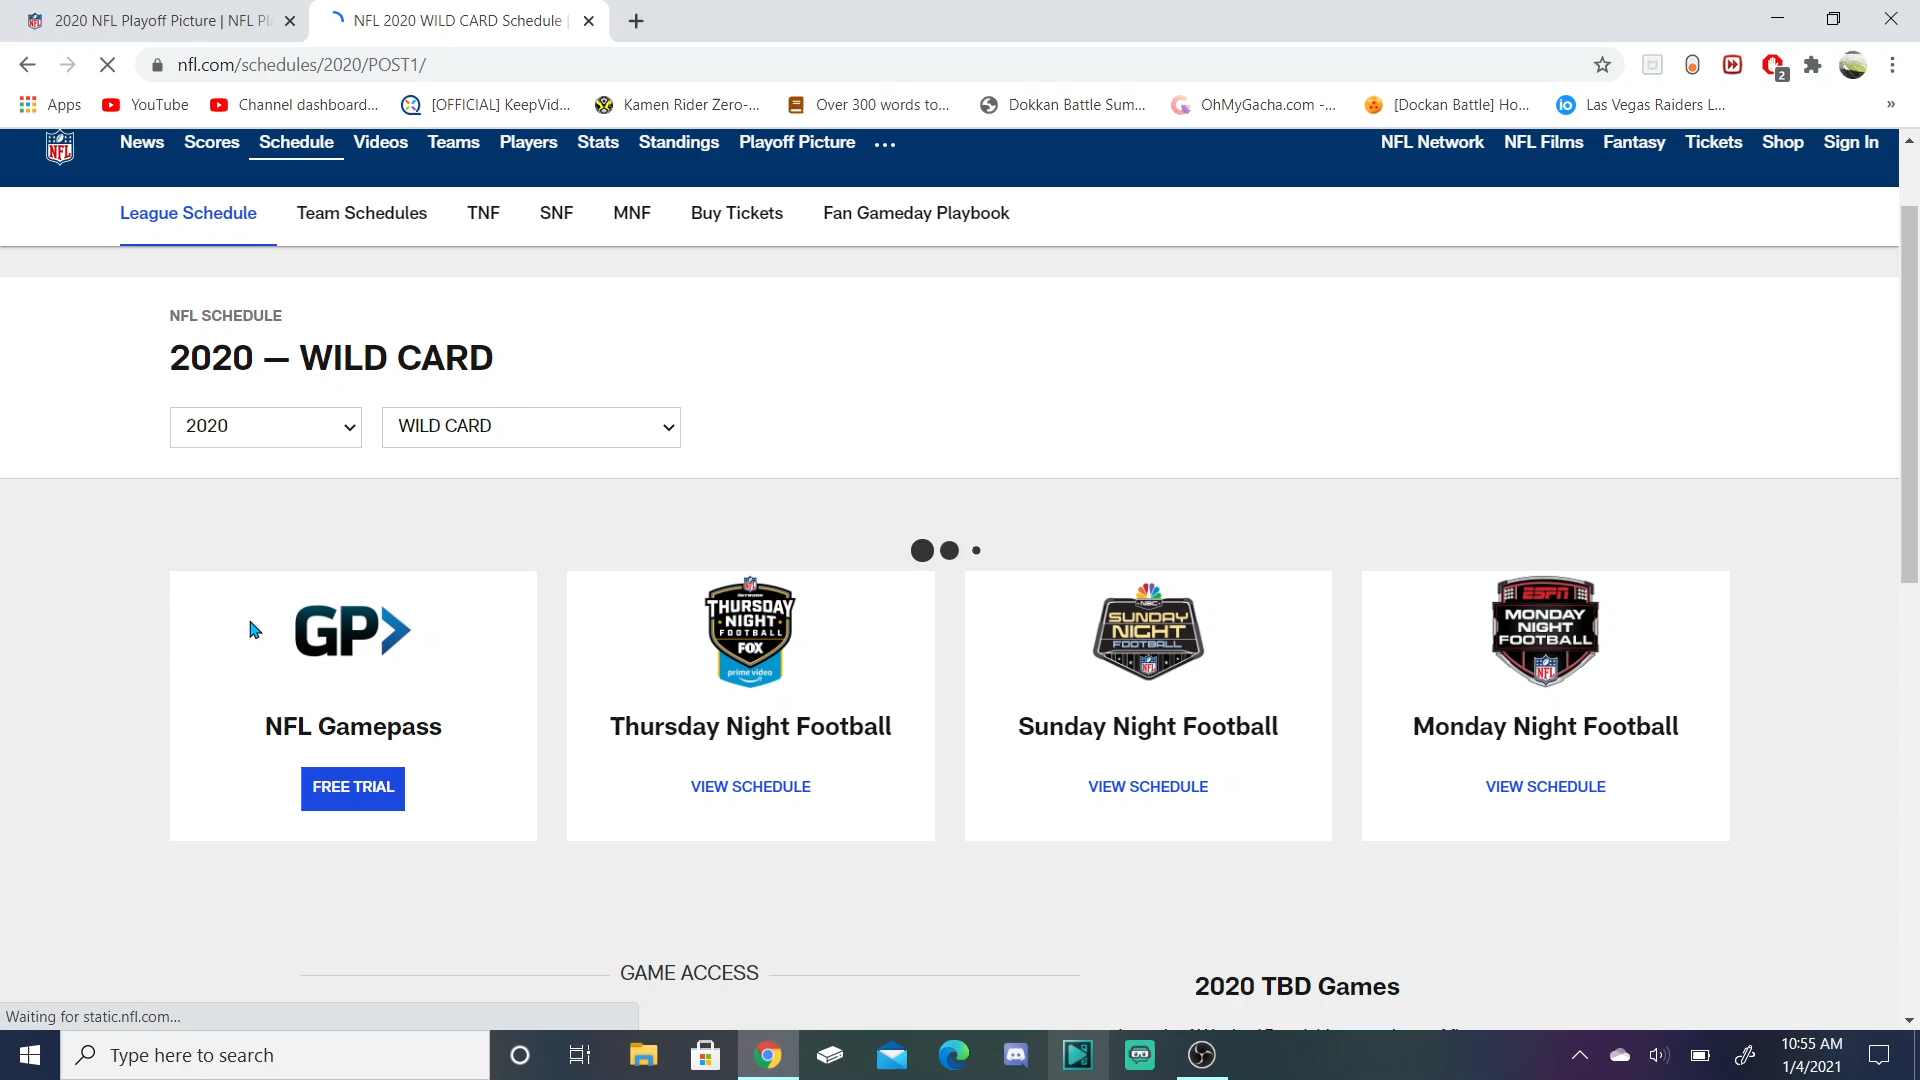 2020 NFL Playoff Picture | NFL Pl
NFL 2020 WILD CARD Schedule |
nfl.com/schedules/2020/POST1/
2
Apps
YouTube
Channel dashboard...
[OFFICIAL] KeepVid...
Kamen Rider Zero-...
Over 300 words to...
Dokkan Battle Sum...
OhMyGacha.com -...
[Dockan Battle] Ho...
Las Vegas Raiders L...
»
NFL
News
Scores
Schedule
Videos
Teams
Players
Stats
Standings
Playoff Picture
...
NFL Network
NFL Films
Fantasy
Tickets
Shop
Sign In
League Schedule
Team Schedules
TNF
SNF
MNF
Buy Tickets
Fan Gameday Playbook
NFL SCHEDULE
2020 — WILD CARD
2020
WILD CARD
GP
NFL Gamepass
FREE TRIAL
NETWORK
THURSDAY
NIGHT
FOOTBALL
FOX
prime video
Thursday Night Football
VIEW SCHEDULE
NBC
SUNDAY
NIGHT
FOOTBALL
NFL
Sunday Night Football
VIEW SCHEDULE
ESPN
MONDAY
NIGHT
FOOTBALL
NFL
Monday Night Football
VIEW SCHEDULE
GAME ACCESS
2020 TBD Games
Waiting for static.nfl.com...
Type here to search
10:55 AM
1/4/2021